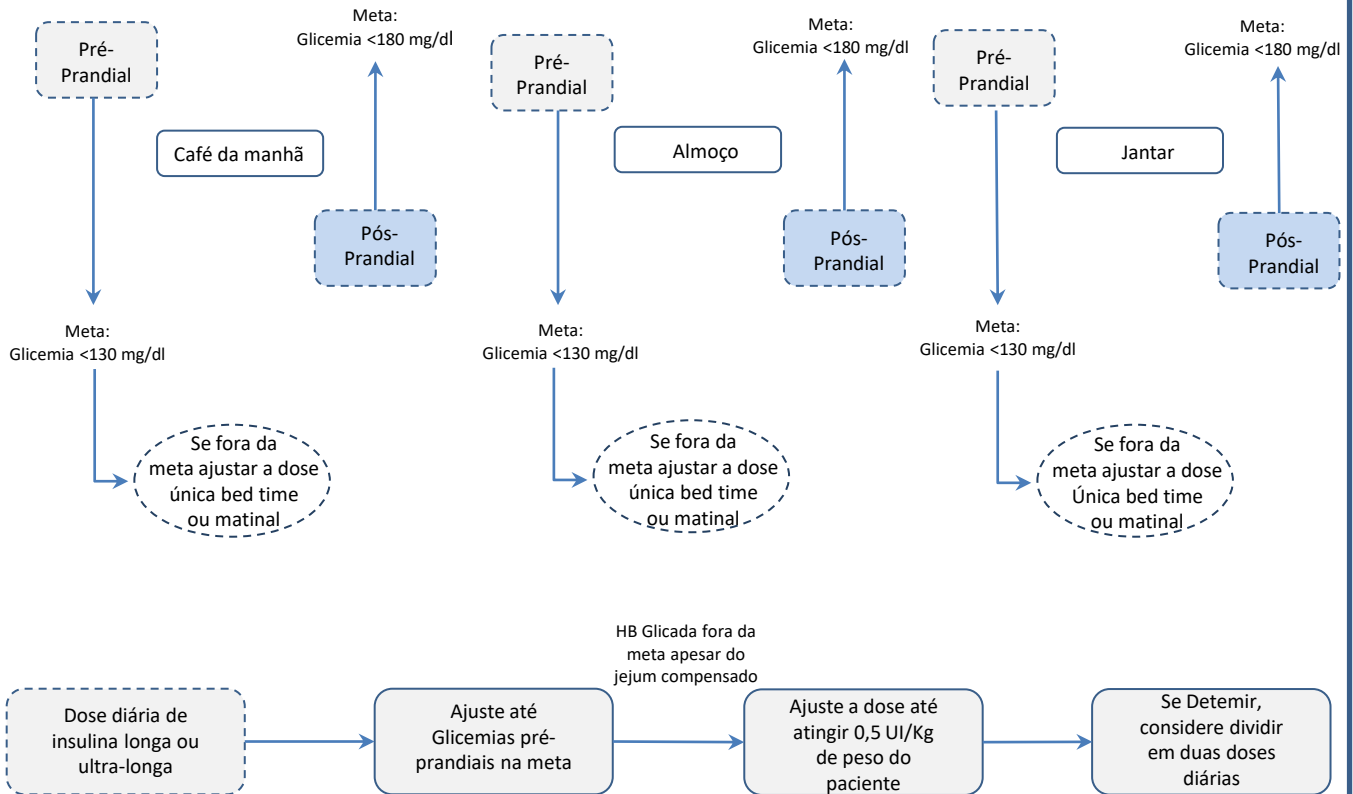 Pré-
Prandial
Meta:
Glicemia <180 mg/dl
Café da manhã
Pós-
Prandial
Meta:
Glicemia <130 mg/dl
Se fora da
meta ajustar a dose
única bed time
ou matinal
Pré-
Prandial
Meta:
Glicemia <180 mg/dl
Almoço
Pós-
Prandial
Meta:
Glicemia <130 mg/dl
Se fora da
meta ajustar a dose
única bed time
ou matinal
Pré-
Prandial
Meta:
Glicemia <180 mg/dl
Jantar
Pós-
Prandial
Meta:
Glicemia <130 mg/dl
Se fora da
meta ajustar a dose
Única bed time
ou matinal
Dose diária de
insulina longa ou
ultra-longa
Ajuste até
Glicemias pré-
prandiais na meta
HB Glicada fora da
meta apesar do
jejum compensado
Ajuste a dose até
atingir 0,5 UI/Kg
de peso do
paciente
Se Detemir,
considere dividir
em duas doses
diárias